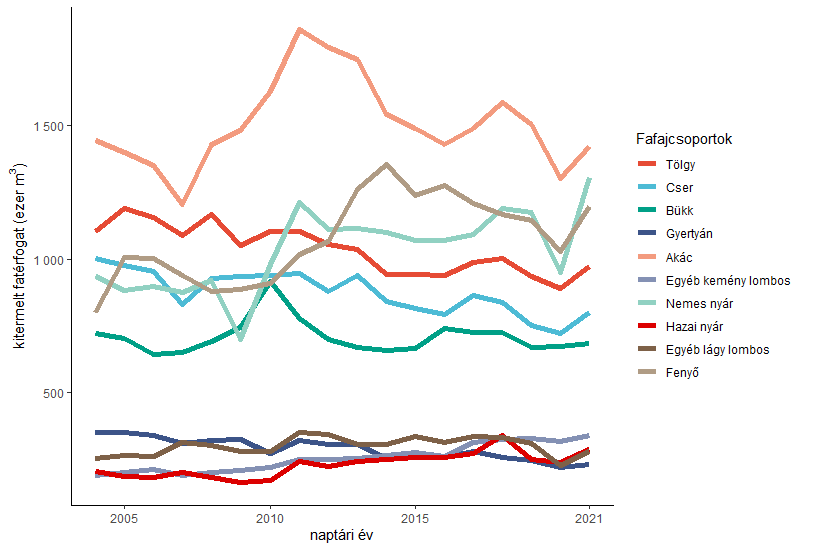 kitermelt fatérfogat (ezer m³)
1 500
1 000
500
2005
2010
2015
2021
naptári év
Fafajcsoportok
Tölgy
Cser
Bükk
Gyertyán
Akác
Egyéb kemény lombos
Nemes nyár
Hazai nyár
Egyéb lágy lombos
Fenyő